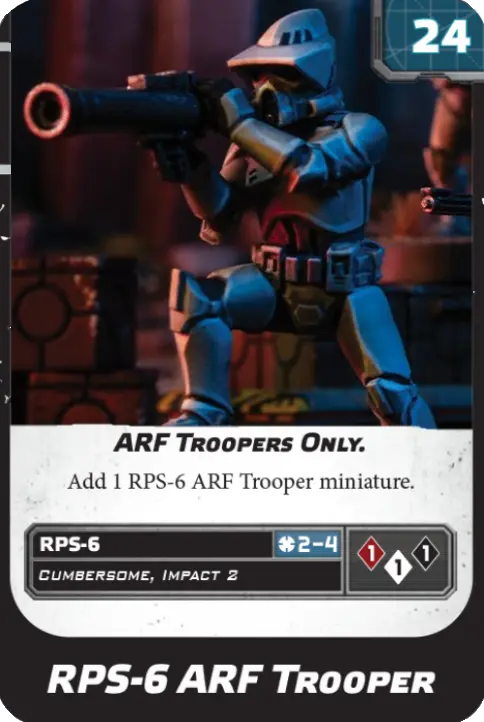 24
ARF TROOPERS ONLY.
Add 1 RPS-6 ARF Trooper miniature.
RPS-6 2–4 1 1 1
CUMBERSOME, IMPACT 2
RPS-6 ARF TROOPER